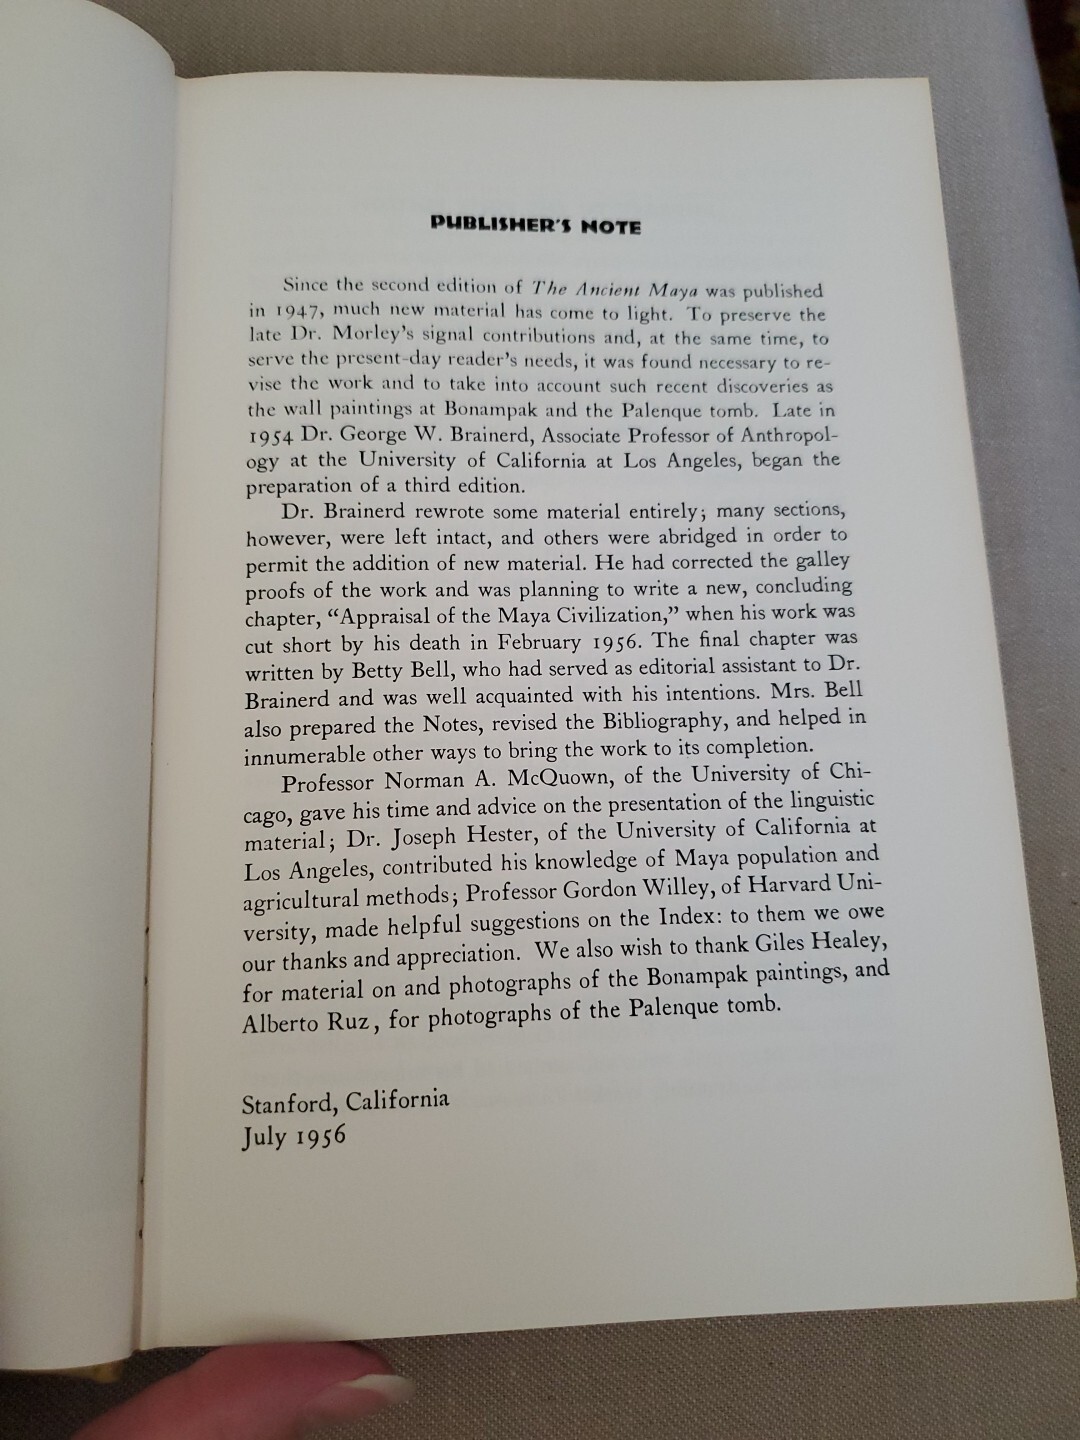 PUBLISHER'S NOTE
Since the second edition of The Ancient Maya was published
in 1947, much new material has come to light. To preserve the
late Dr. Morley's signal contributions and, at the same time, to
serve the present-day reader's needs, it was found necessary to re-
vise the work and to take into account such recent discoveries as
the wall paintings at Bonampak and the Palenque tomb. Late in
1954 Dr. George W. Brainerd, Associate Professor of Anthropol-
ogy at the University of California at Los Angeles, began the
preparation of a third edition.
Dr. Brainerd rewrote some material entirely; many sections,
however, were left intact, and others were abridged in order to
permit the addition of new material. He had corrected the galley
proofs of the work and was planning to write a new, concluding
chapter, "Appraisal of the Maya Civilization," when his work was
cut short by his death in February 1956. The final chapter was
written by Betty Bell, who had served as editorial assistant to Dr.
Brainerd and was well acquainted with his intentions. Mrs. Bell
also prepared the Notes, revised the Bibliography, and helped in
innumerable other ways to bring the work to its completion.
Professor Norman A. McQuown, of the University of Chi-
cago, gave his time and advice on the presentation of the linguistic
material; Dr. Joseph Hester, of the University of California at
Los Angeles, contributed his knowledge of Maya population and
agricultural methods; Professor Gordon Willey, of Harvard Uni-
versity, made helpful suggestions on the Index: to them we owe
our thanks and appreciation. We also wish to thank Giles Healey,
for material on and photographs of the Bonampak paintings, and
Alberto Ruz, for photographs of the Palenque tomb.
Stanford, California
July 1956